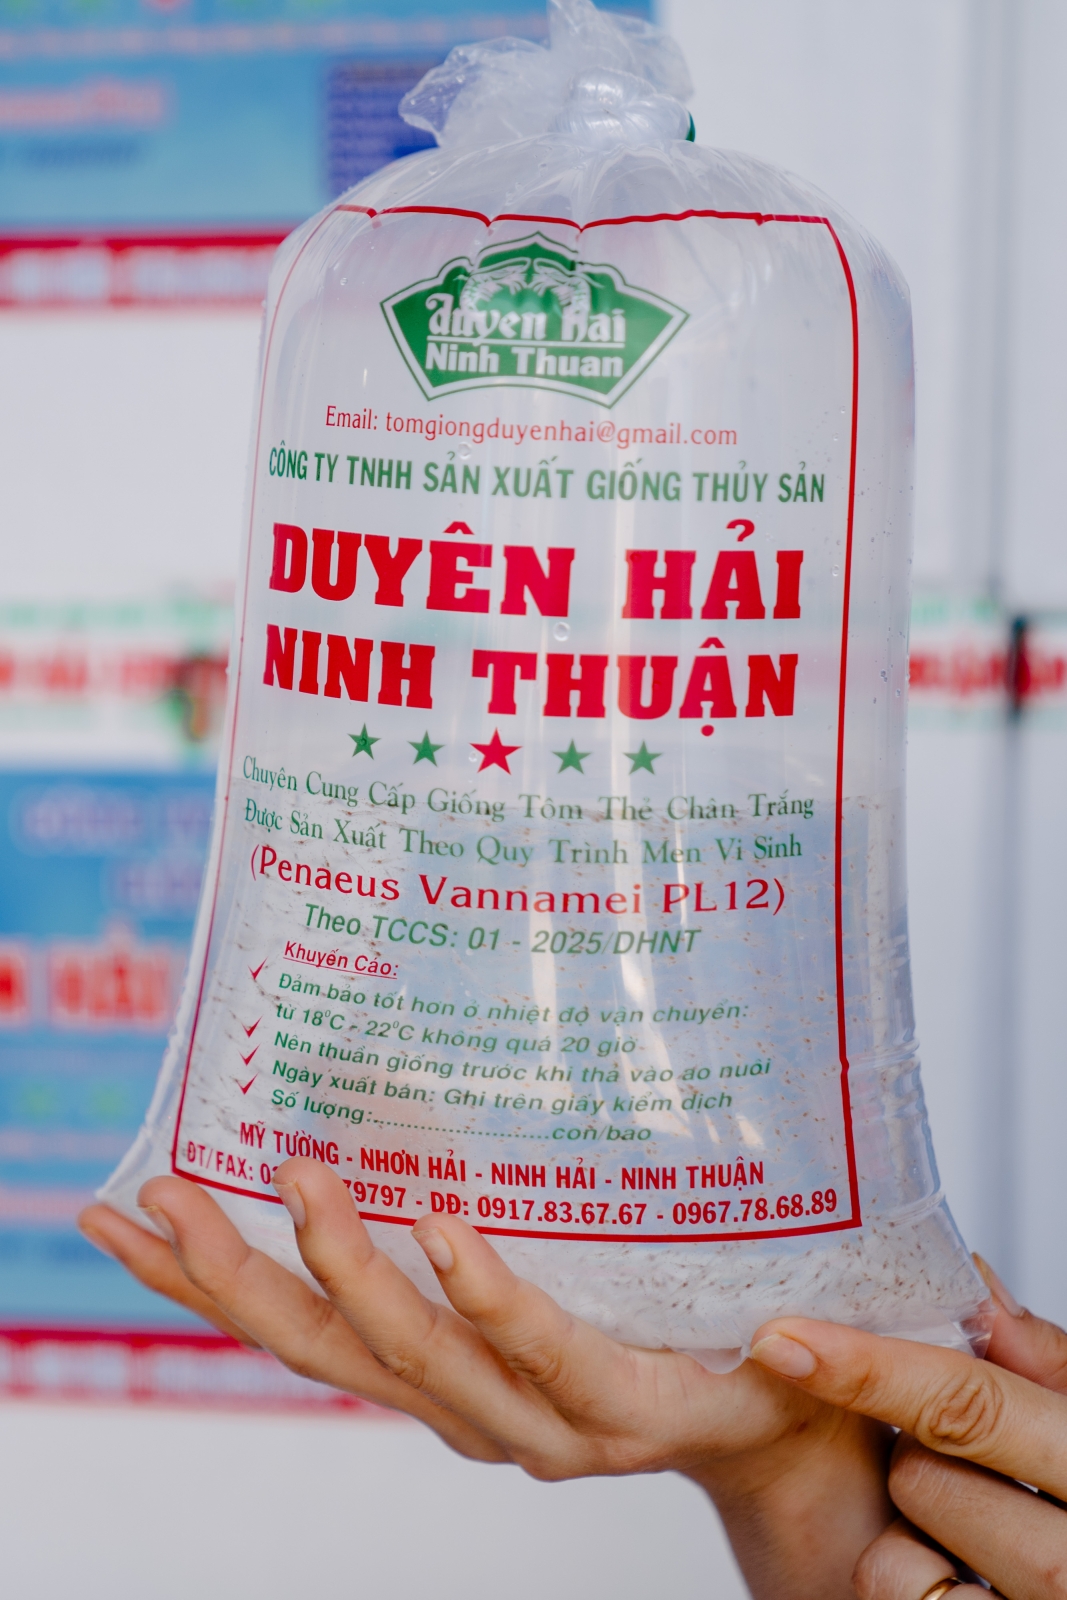 duyên hải
Ninh Thuan
Email: tomgiongduyenhai@gmail.com
CÔNG TY TNHH SẢN XUẤT GIỐNG THỦY SẢN
DUYÊN HẢI
NINH THUẬN
Chuyên Cung Cấp Giống Tôm Thẻ Chân Trắng
Được Sản Xuất Theo Quy Trình Men Vi Sinh
(Penaeus Vannamei PL12)
Theo TCCS: 01 - 2025/DHNT
Khuyến Cáo:
Đảm bảo tốt hơn ở nhiệt độ vận chuyển:
từ 18⁰C - 22⁰C không quá 20 giờ
Nên thuần giống trước khi thả vào ao nuôi
Ngày xuất bán: Ghi trên giấy kiểm dịch
Số lượng:..............................con/bao
MỸ TƯỜNG - NHƠN HẢI - NINH HẢI - NINH THUẬN
ĐT/FAX: 79797 - DĐ: 0917.83.67.67 - 0967.78.68.89